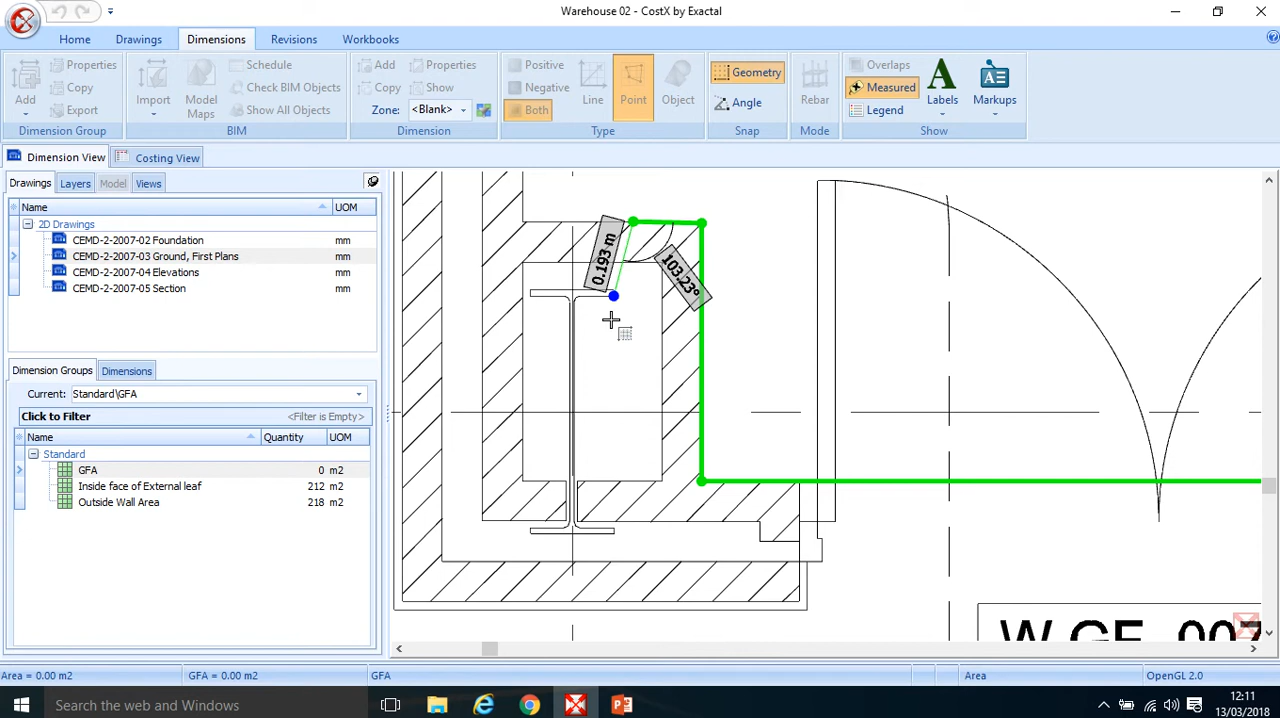 Warehouse 02 - CostX by Exactal
Home Drawings Dimensions Revisions Workbooks
Add Properties Copy Export
Dimension Group
Import Model Maps Schedule Check BIMDimensions Show All Objects
BIM
Add Properties
Copy Show
Zone: <Blank>
Dimension
Positive Negative Both Line Point Object
Type
Geometry
Angle
Snap
Rebar
Mode
Overlaps Measured Legend Labels Markups
Show
Dimension View Costing View
Drawings Layers Model Views
Name UOM
2D Drawings
CEMD-2-2007-02 Foundation mm
CEMD-2-2007-03 Ground, First Plans mm
CEMD-2-2007-04 Elevations mm
CEMD-2-2007-05 Section mm
Dimension Groups Dimensions
Current: Standard\GFA
Click to Filter <Filter is Empty>
Name Quantity UOM
Standard
GFA 0 m2
Inside face of External leaf 212 m2
Outside Wall Area 218 m2
0.193 m
103.23°
Area = 0.00 m2 GFA = 0.00 m2 GFA Area OpenGL 2.0
Search the web and Windows
12:11
13/03/2018